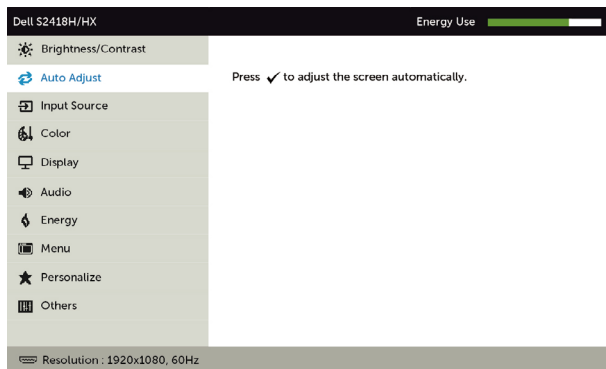 Dell S2418H/HX
Energy Use
Brightness/Contrast
Auto Adjust
Press ✓ to adjust the screen automatically.
Input Source
Color
Display
Audio
Energy
Menu
Personalize
Others
Resolution : 1920x1080, 60Hz